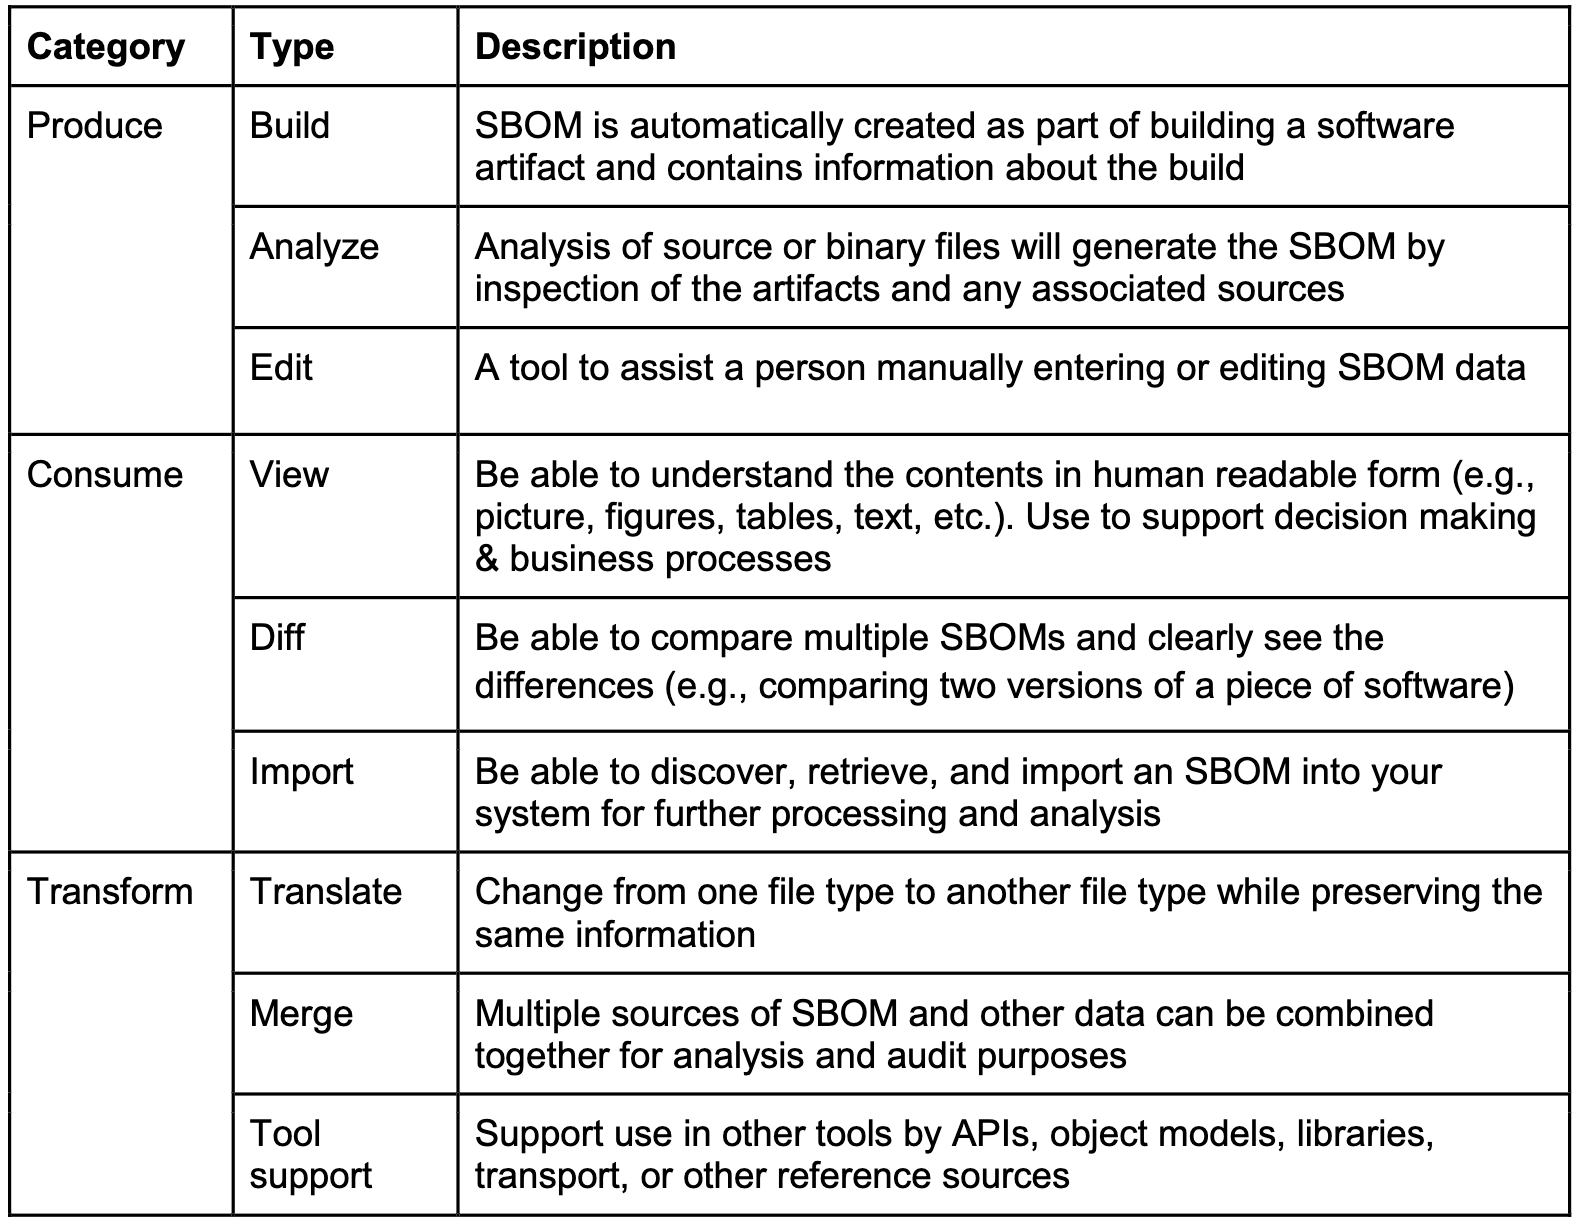 Category Type Description
Produce Build SBOM is automatically created as part of building a software
artifact and contains information about the build
Analyze Analysis of source or binary files will generate the SBOM by
inspection of the artifacts and any associated sources
Edit A tool to assist a person manually entering or editing SBOM data
Consume View Be able to understand the contents in human readable form (e.g.,
picture, figures, tables, text, etc.). Use to support decision making
& business processes
Diff Be able to compare multiple SBOMs and clearly see the
differences (e.g., comparing two versions of a piece of software)
Import Be able to discover, retrieve, and import an SBOM into your
system for further processing and analysis
Transform Translate Change from one file type to another file type while preserving the
same information
Merge Multiple sources of SBOM and other data can be combined
together for analysis and audit purposes
Tool Support use in other tools by APIs, object models, libraries,
support transport, or other reference sources